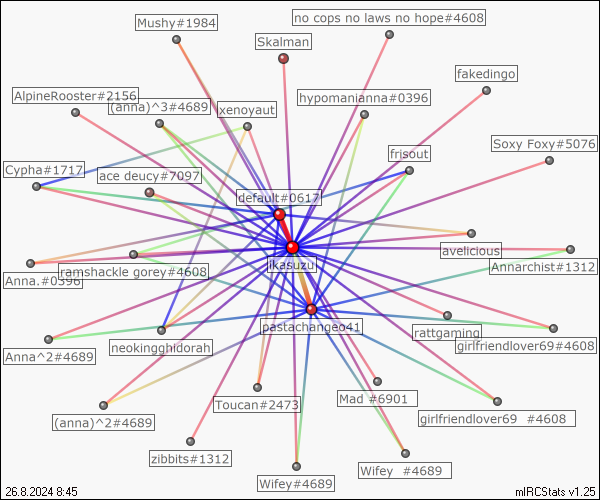 Mushy#1984
no cops no laws no hope#4608
Skalman
fakedingo
AlpineRooster#2156
(anna)^3#4689
xenoyaut
hypomanianna#0396
Soxy Foxy#5076
frisout
Cypha#1717
ace deucy#7097
default#0617
avelicious
ikasuzu
Annarchist#1312
Anna.#0596
ramshackle gorey#4608
pastachangeo41
rattgaming
girlfriendlover69#4608
Anna^2#4689
neokingghidorah
Toucan#2473
Mad #6901
girlfriendlover69 #4608
(anna)^2#4689
zibbits#1312
Wifey#4689
Wifey #4689
26.8.2024 8:45
mIRCStats v1.25